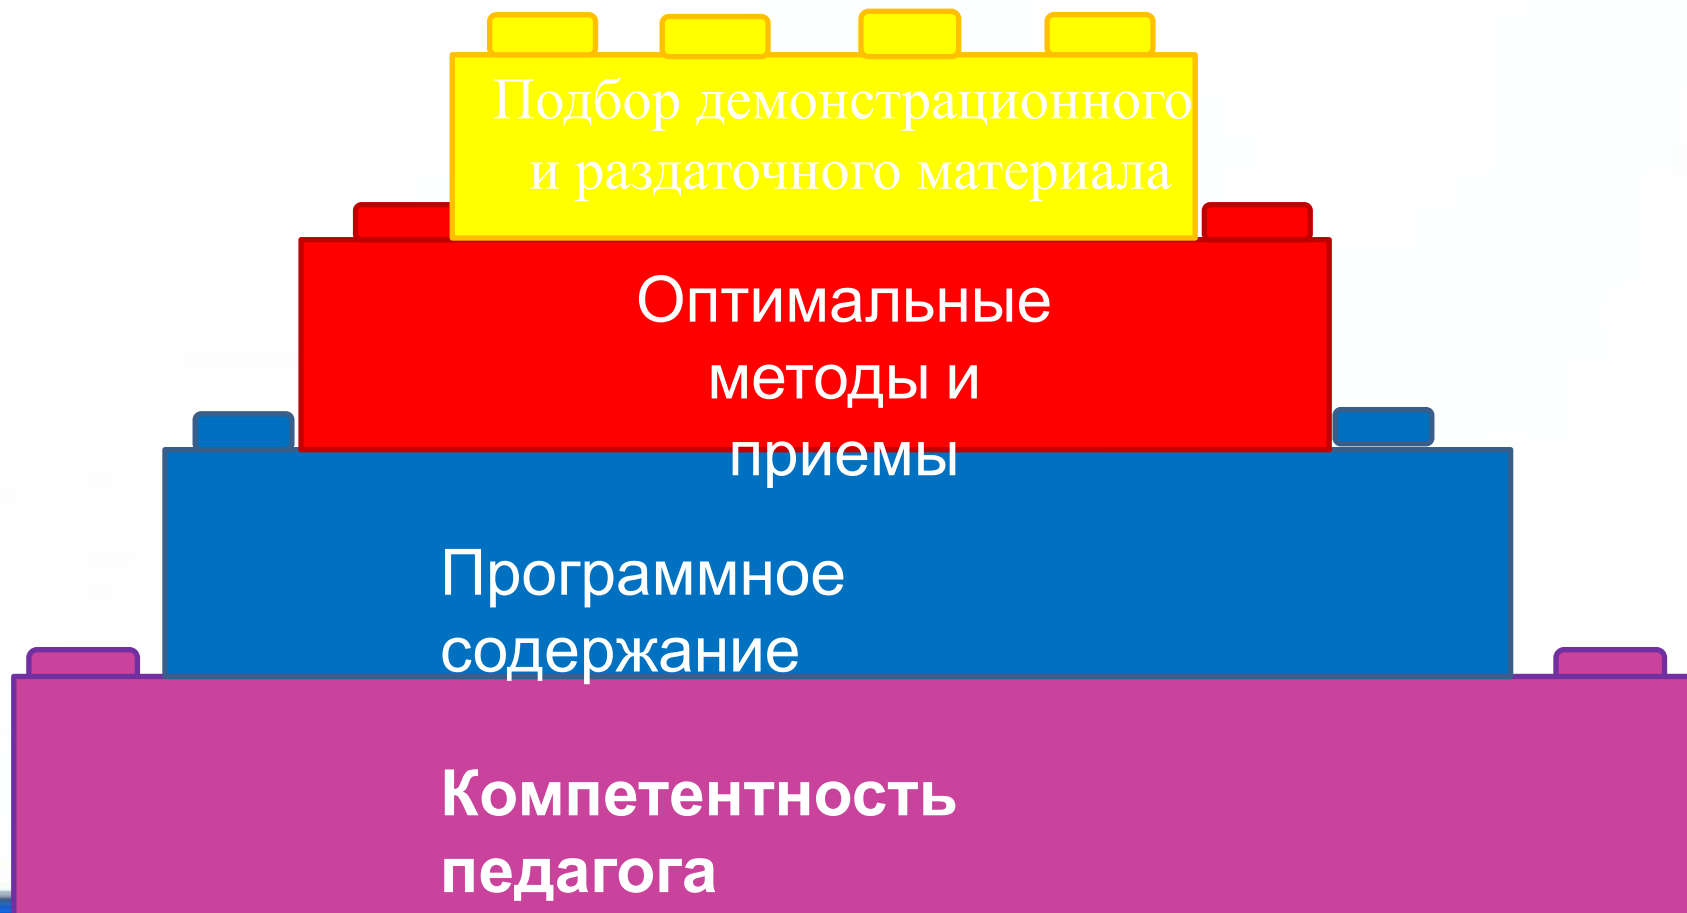 Подбор демонстрационного
и раздаточного материала
Оптимальные
методы и
приемы
Программное
содержание
Компетентность
педагога